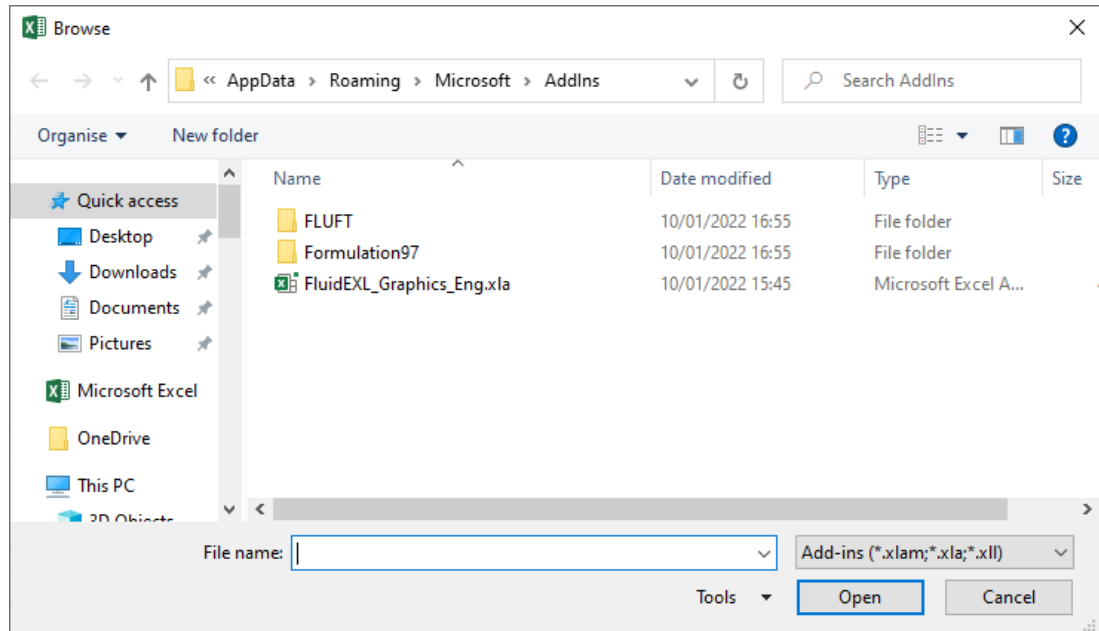 Browse
« AppData › Roaming › Microsoft › AddIns
Search AddIns
Organise
New folder
Name Date modified Type Size
Quick access
Desktop
Downloads
Documents
Pictures
Microsoft Excel
OneDrive
This PC
3D Objects
FLUFT 10/01/2022 16:55 File folder
Formulation97 10/01/2022 16:55 File folder
FluidEXL_Graphics_Eng.xla 10/01/2022 15:45 Microsoft Excel A...
File name:
Add-ins (*.xlam;*.xla;*.xll)
Tools
Open
Cancel